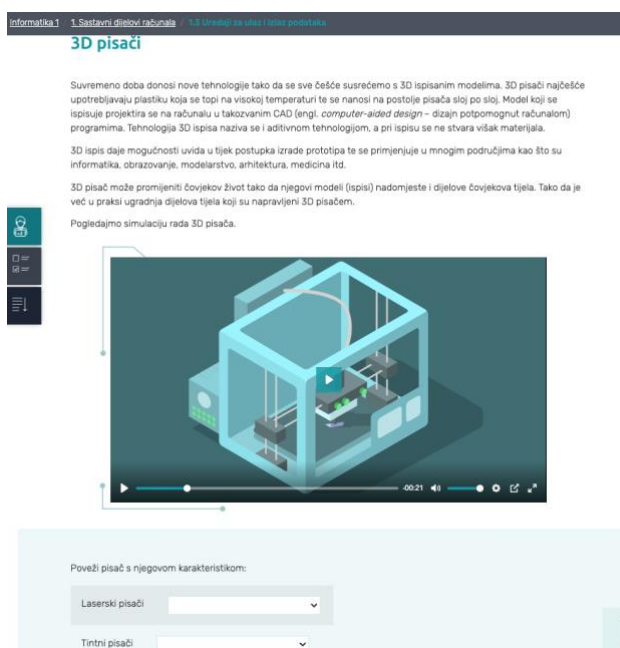 Informatika 1 1. Sastavni dijelovi računala / 1.3 Uređaji za ulaz i izlaz podataka
3D pisači
Suvremeno doba donosi nove tehnologije tako da se sve češće susrećemo s 3D ispisanim modelima. 3D pisači najčešće
upotrebljavaju plastiku koja se topi na visokoj temperaturi te se nanosi na postolje pisača sloj po sloj. Model koji se
ispisuje projektira se na računalu u takozvanim CAD (engl. computer-aided design – dizajn potpomognut računalom)
programima. Tehnologija 3D ispisa naziva se i aditivnom tehnologijom, a pri ispisu se ne stvara višak materijala.
3D ispis daje mogućnosti uvida u tijek postupka izrade prototipa te se primjenjuje u mnogim područjima kao što su
informatika, obrazovanje, modelarstvo, arhitektura, medicina itd.
3D pisač može promijeniti čovjekov život tako da njegovi modeli (ispisi) nadomjeste i dijelove čovjekova tijela. Tako da je
već u praksi ugradnja dijelova tijela koji su napravljeni 3D pisačem.
Pogledajmo simulaciju rada 3D pisača.
-00:21
Poveži pisač s njegovom karakteristikom:
Laserski pisači
Tintni pisači